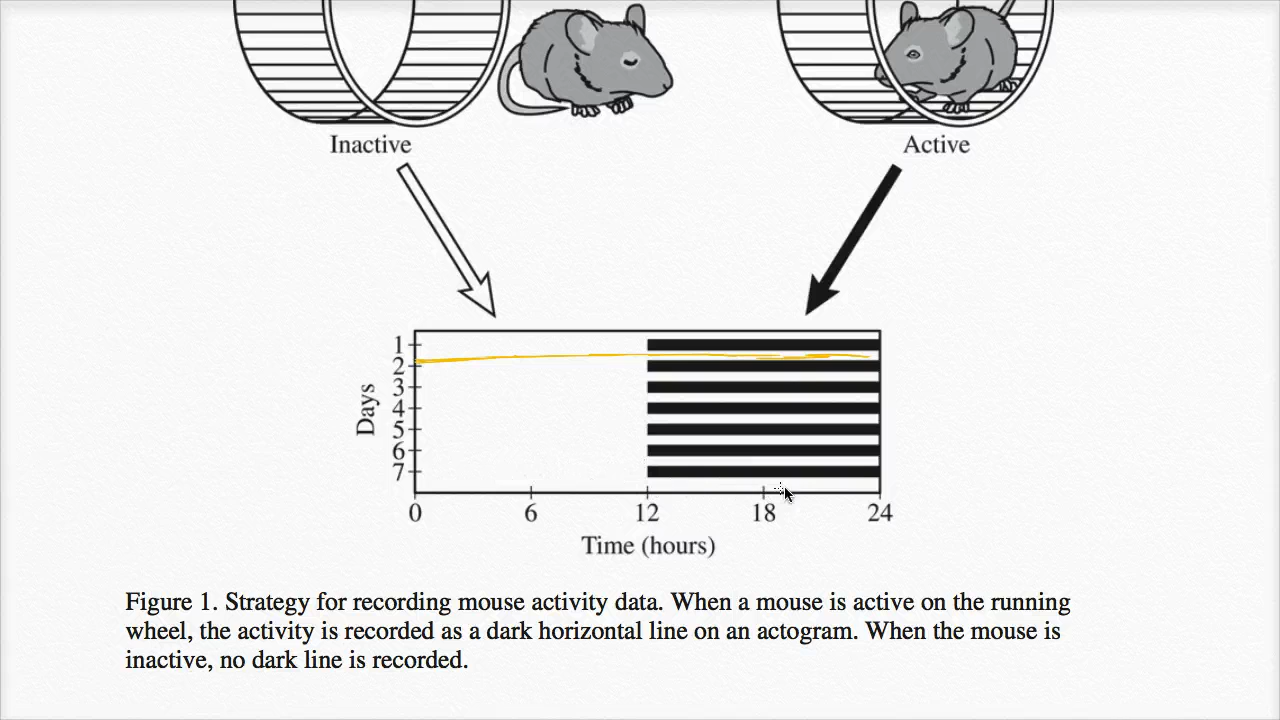 Inactive
Active
Days
1
2
3
4
5
6
7
0 6 12 18 24
Time (hours)
Figure 1. Strategy for recording mouse activity data. When a mouse is active on the running
wheel, the activity is recorded as a dark horizontal line on an actogram. When the mouse is
inactive, no dark line is recorded.